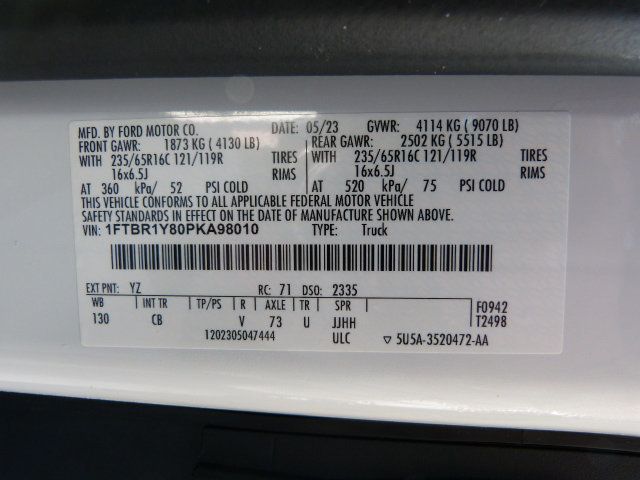 MFD. BY FORD MOTOR CO. DATE: 05/23 GVWR: 4114 KG ( 9070 LB)
FRONT GAWR: 1873 KG ( 4130 LB) REAR GAWR: 2502 KG ( 5515 LB)
WITH 235/65R16C 121/119R TIRES WITH 235/65R16C 121/119R TIRES
16x6.5J RIMS 16x6.5J RIMS
AT 360 kPa/ 52 PSI COLD AT 520 kPa/ 75 PSI COLD
THIS VEHICLE CONFORMS TO ALL APPLICABLE FEDERAL MOTOR VEHICLE
SAFETY STANDARDS IN EFFECT ON THE DATE OF MANUFACTURE SHOWN ABOVE.
VIN: 1FTBR1Y80PKA98010 TYPE: Truck
EXT PNT: YZ RC: 71 DSO: 2335
WB INT TR TP/PS R AXLE TR SPR F0942
130 CB V 73 U JJHH T2498
1202305047444 ULC ▽ 5U5A-3520472-AA